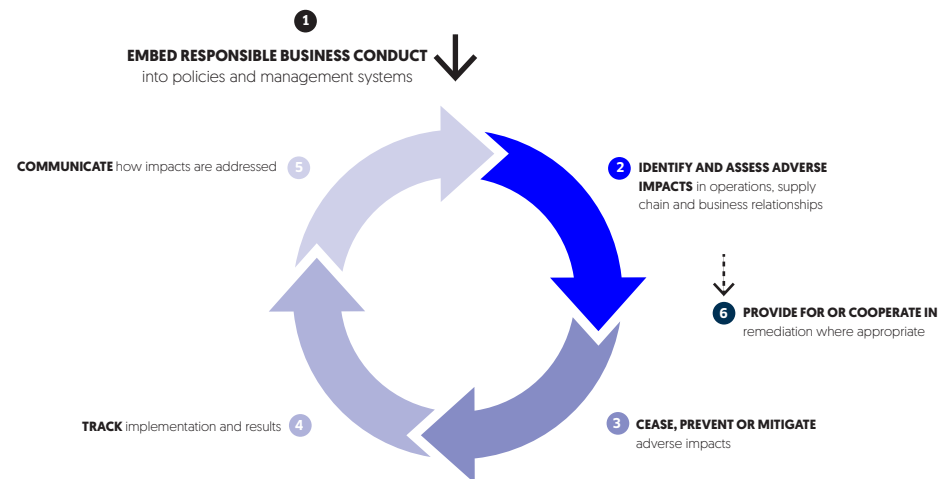 1
EMBED RESPONSIBLE BUSINESS CONDUCT
into policies and management systems
COMMUNICATE how impacts are addressed 5
2 IDENTIFY AND ASSESS ADVERSE
IMPACTS in operations, supply
chain and business relationships
6 PROVIDE FOR OR COOPERATE IN
remediation where appropriate
TRACK implementation and results 4
3 CEASE, PREVENT OR MITIGATE
adverse impacts